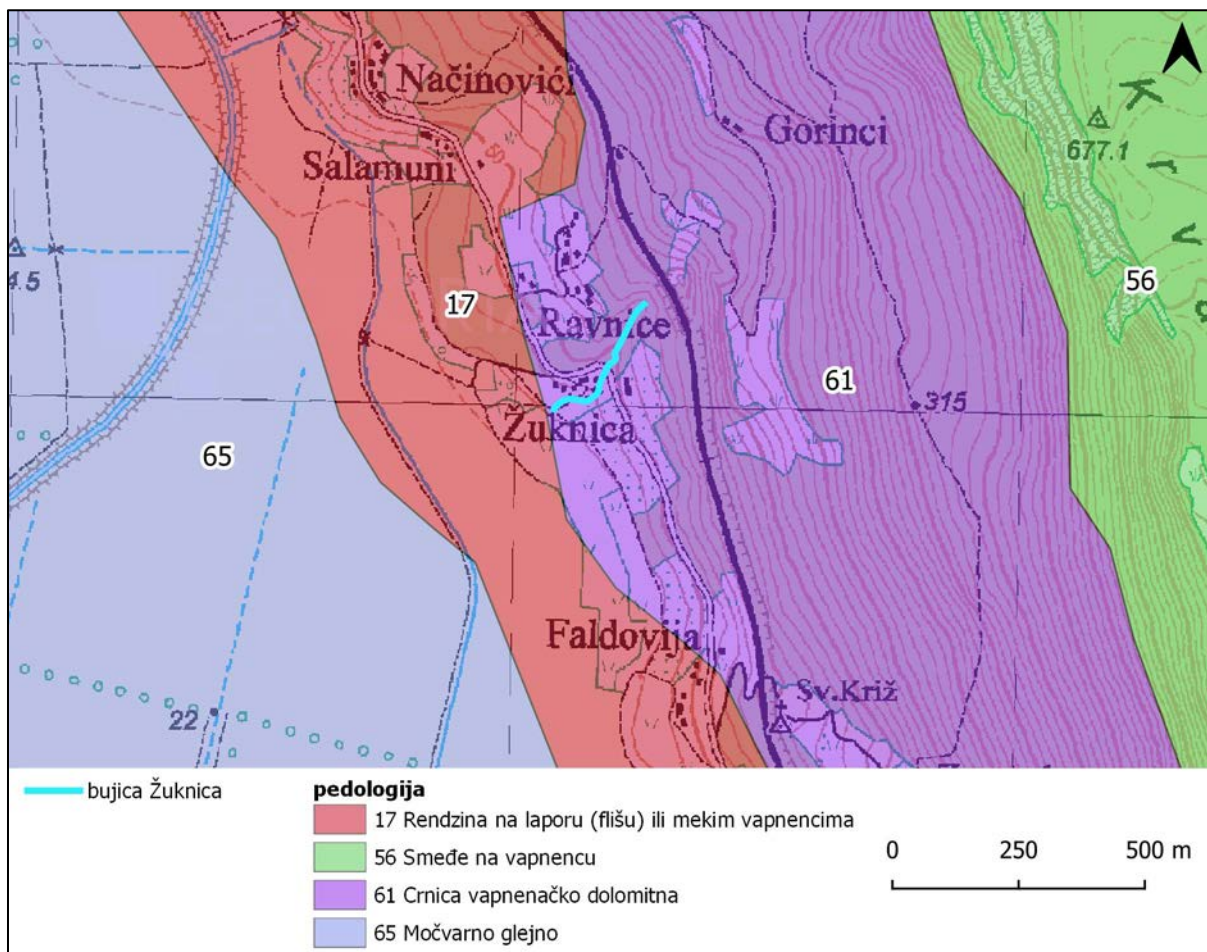 Načinovići
Gorinci
K
677.1
r
Salamuni
50
v
4.5
56
17
Ravnice
61
315
65
Žuknica
Faldovija
Sv.Križ
22
bujica Žuknica
pedologija
17 Rendzina na laporu (flišu) ili mekim vapnencima
56 Smeđe na vapnencu
61 Crnica vapnenačko dolomitna
65 Močvarno glejno
0 250 500 m